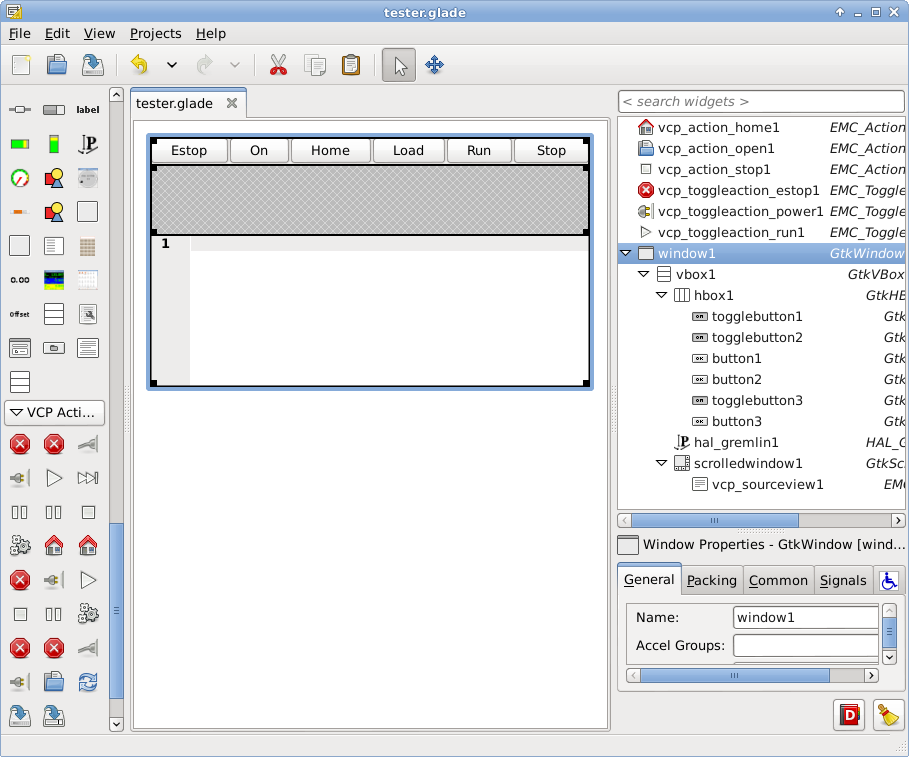 tester.glade
File Edit View Projects Help
tester.glade
label
0.00
Offset
VCP Acti...
Estop On Home Load Run Stop
1
< search widgets >
vcp_action_home1 EMC_Action
vcp_action_open1 EMC_Action
vcp_action_stop1 EMC_Action
vcp_toggleaction_estop1 EMC_Toggle
vcp_toggleaction_power1 EMC_Toggle
vcp_toggleaction_run1 EMC_Toggle
window1 GtkWindow
vbox1 GtkVBox
hbox1 GtkHB
togglebutton1 Gtk
togglebutton2 Gtk
button1 Gtk
button2 Gtk
togglebutton3 Gtk
button3 Gtk
hal_gremlin1 HAL_G
scrolledwindow1 GtkSc
vcp_sourceview1 EMC
Window Properties - GtkWindow [wind...
General Packing Common Signals
Name: window1
Accel Groups:
D